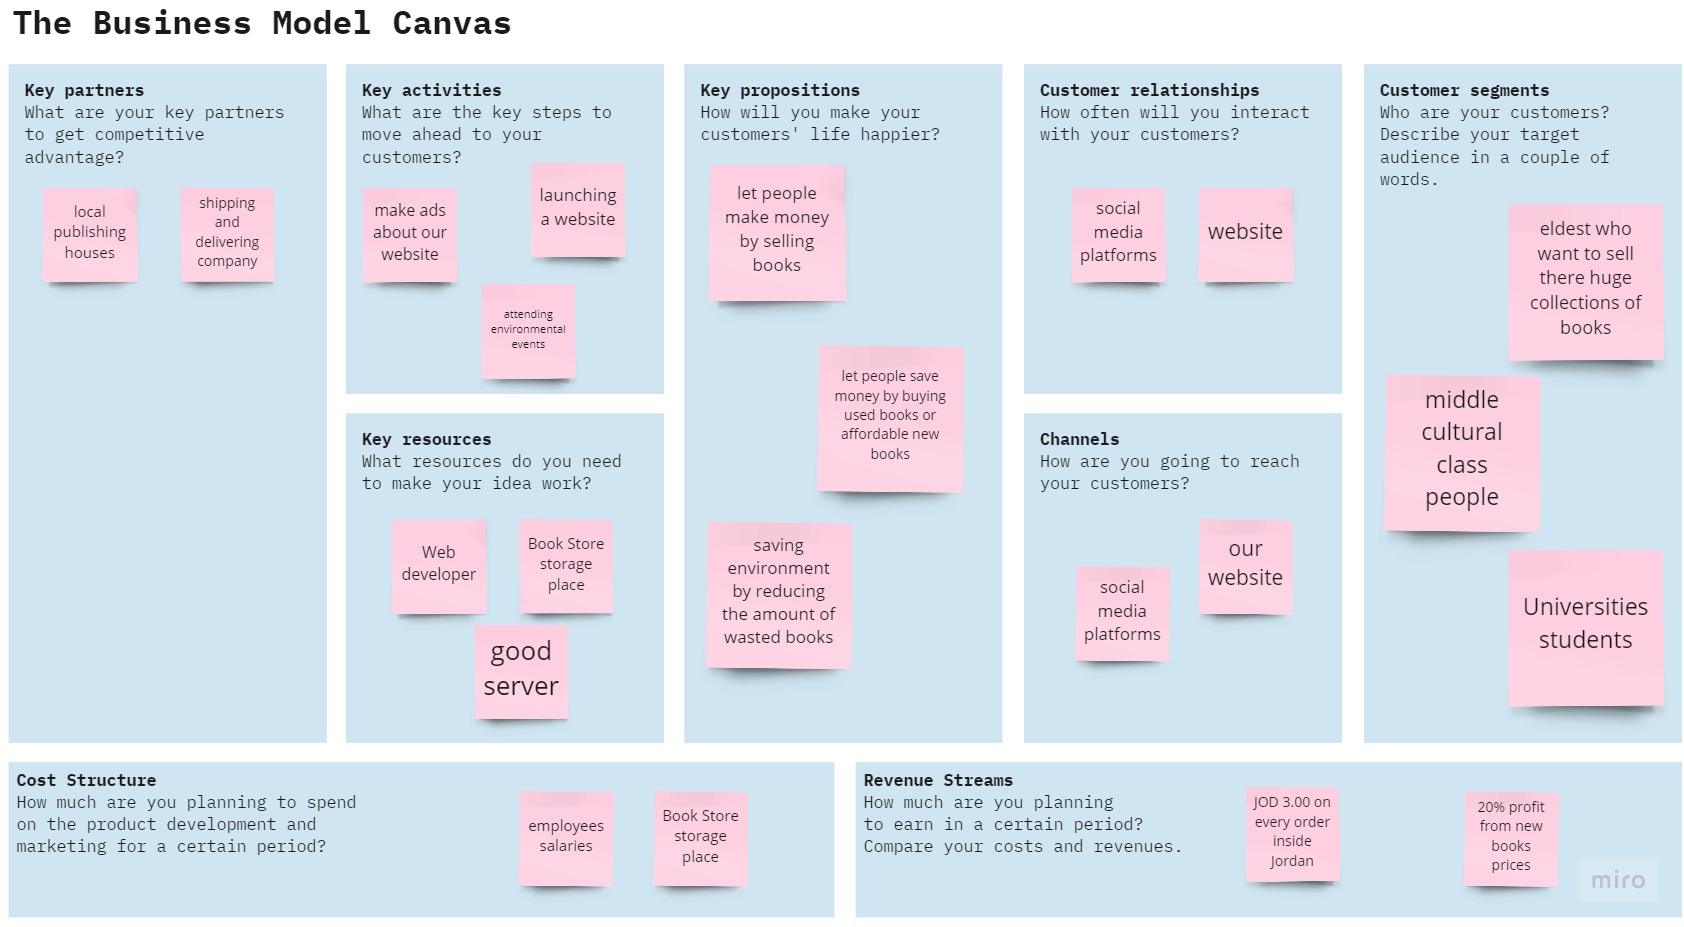 The Business Model Canvas
Key partners
What are your key partners
to get competitive
advantage?
local
publishing
houses
shipping
and
delivering
company
Key activities
What are the key steps to
move ahead to your
customers?
make ads
about our
website
launching
a website
attending
environmental
events
Key resources
What resources do you need
to make your idea work?
Web
developer
Book Store
storage
place
good
server
Key propositions
How will you make your
customers' life happier?
let people
make money
by selling
books
let people save
money by buying
used books or
affordable new
books
saving
environment
by reducing
the amount of
wasted books
Customer relationships
How often will you interact
with your customers?
social
media
platforms
website
Channels
How are you going to reach
your customers?
social
media
platforms
our
website
Customer segments
Who are your customers?
Describe your target
audience in a couple of
words.
eldest who
want to sell
there huge
collections of
books
middle
cultural
class
people
Universities
students
Cost Structure
How much are you planning to spend
on the product development and
marketing for a certain period?
employees
salaries
Book Store
storage
place
Revenue Streams
How much are you planning
to earn in a certain period?
Compare your costs and revenues.
JOD 3.00 on
every order
inside
Jordan
20% profit
from new
books
prices
miro